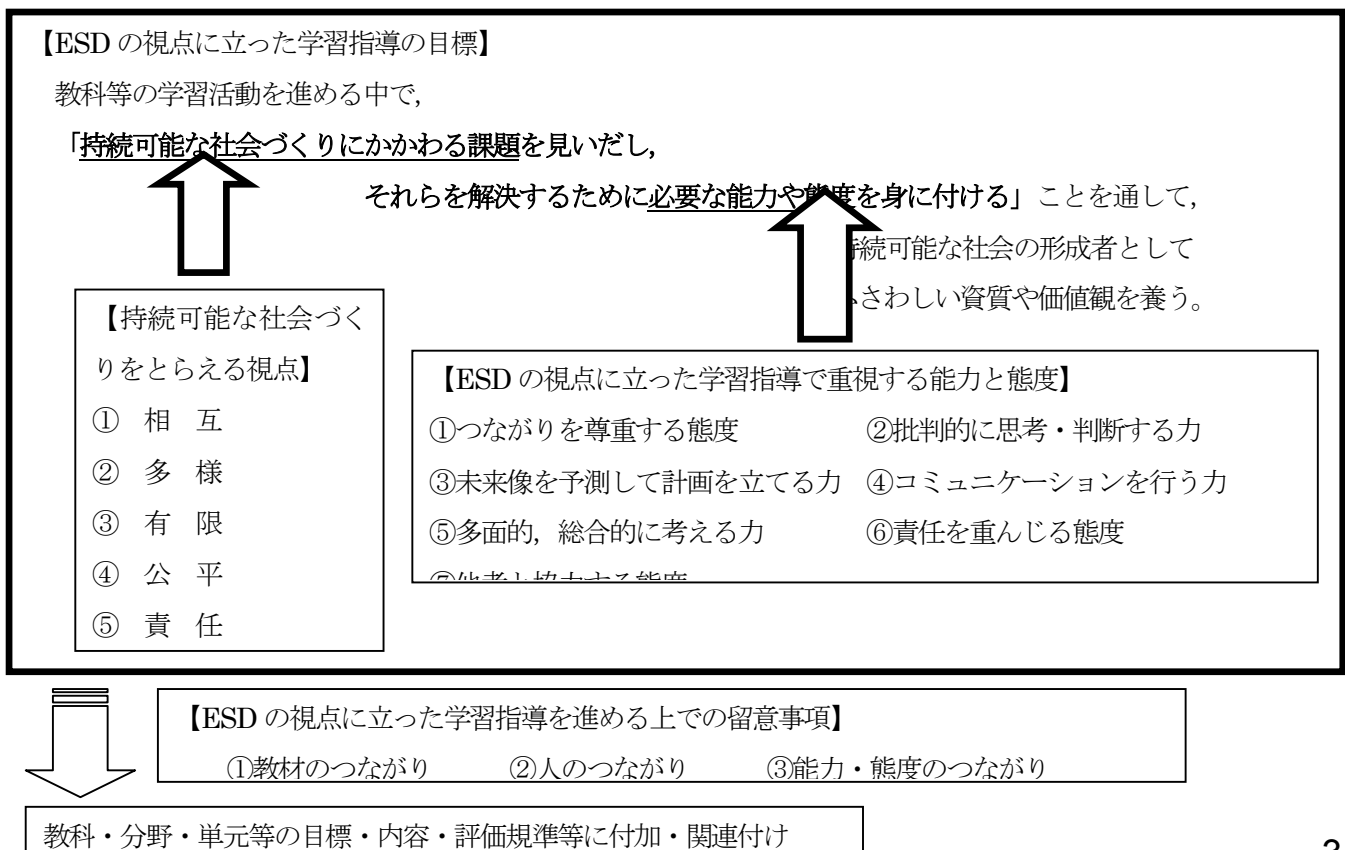 【ESD の視点に立った学習指導の目標】
教科等の学習活動を進める中で,
「持続可能な社会づくりにかかわる課題を見いだし,
それらを解決するために必要な能力や態度を身に付ける」ことを通して,
続可能な社会の形成者として
さわしい資質や価値観を養う。
【持続可能な社会づく
りをとらえる視点】
① 相 互
② 多 様
③ 有 限
④ 公 平
⑤ 責 任
【ESD の視点に立った学習指導で重視する能力と態度】
①つながりを尊重する態度 ②批判的に思考・判断する力
③未来像を予測して計画を立てる力 ④コミュニケーションを行う力
⑤多面的，総合的に考える力 ⑥責任を重んじる態度
⑦他者と協力する態度
【ESD の視点に立った学習指導を進める上での留意事項】
①教材のつながり ②人のつながり ③能力・態度のつながり
教科・分野・単元等の目標・内容・評価規準等に付加・関連付け